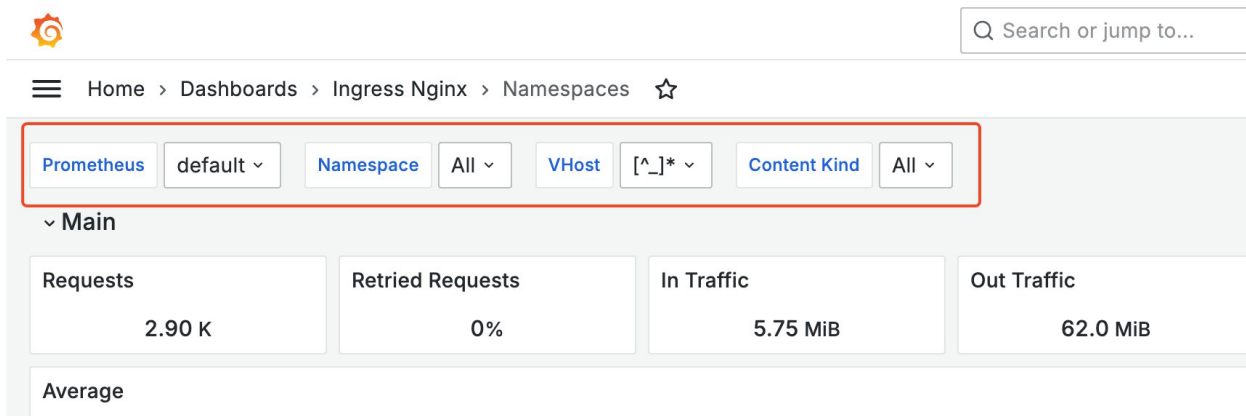 Search or jump to...
Home › Dashboards › Ingress Nginx › Namespaces
Prometheus default Namespace All VHost [^_]* Content Kind All
Main
Requests Retried Requests In Traffic Out Traffic
2.90 K 0% 5.75 MiB 62.0 MiB
Average